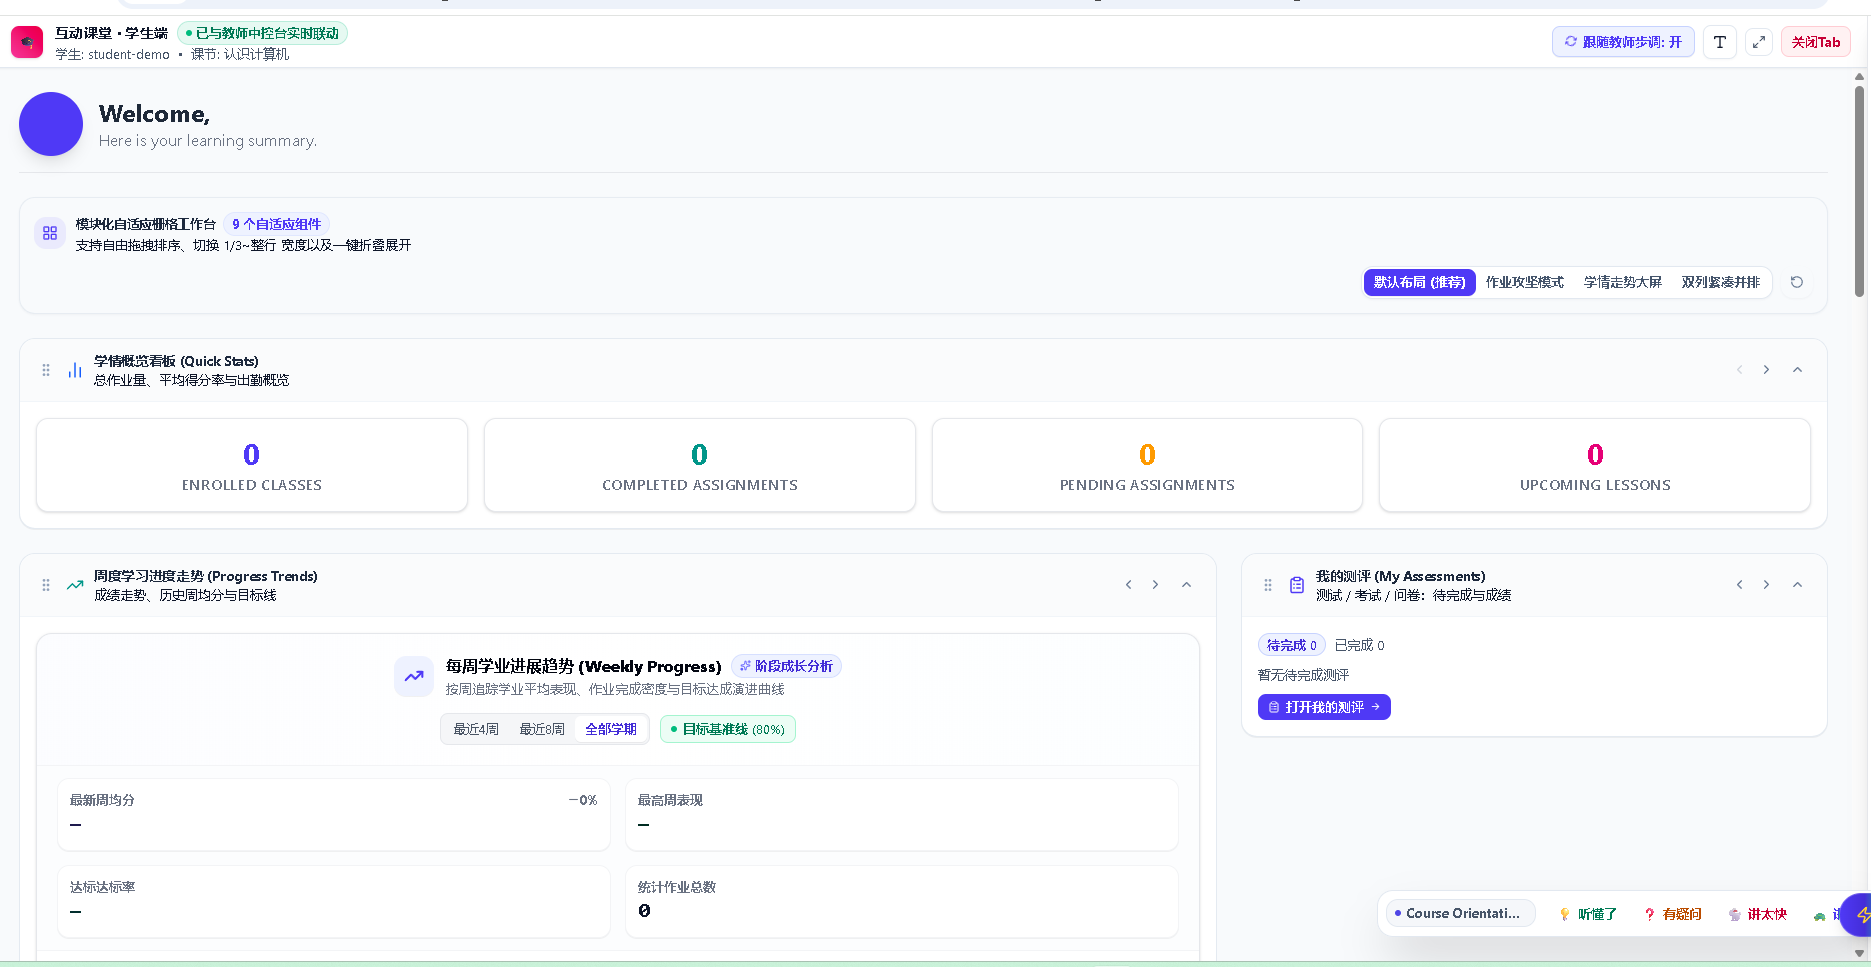 互动课堂·学生端 已与教师中控台实时联动
学生: student-demo • 课节: 认识计算机
跟随教师步调: 开 T 关闭Tab
Welcome,
Here is your learning summary.
模块化自适应栅格工作台 9 个自适应组件
支持自由拖拽排序、切换 1/3~整行 宽度以及一键折叠展开
默认布局 (推荐) 作业攻坚模式 学情走势大屏 双列紧凑并排
学情概览看板 (Quick Stats)
总作业量、平均得分率与出勤概览
0 0 0 0
ENROLLED CLASSES COMPLETED ASSIGNMENTS PENDING ASSIGNMENTS UPCOMING LESSONS
周度学习进度走势 (Progress Trends)
成绩走势、历史周均分与目标线
我的测评 (My Assessments)
测试 / 考试 / 问卷：待完成与成绩
每周学业进展趋势 (Weekly Progress) 阶段成长分析
按周追踪学业平均表现、作业完成密度与目标达成演进曲线
最近4周 最近8周 全部学期 目标基准线 (80%)
待完成 0 已完成 0
暂无待完成测评
打开我的测评 →
最新周均分 —0%
—
最高周表现
—
达标达标率
—
统计作业总数
0
Course Orientati... 听懂了 有疑问 讲太快